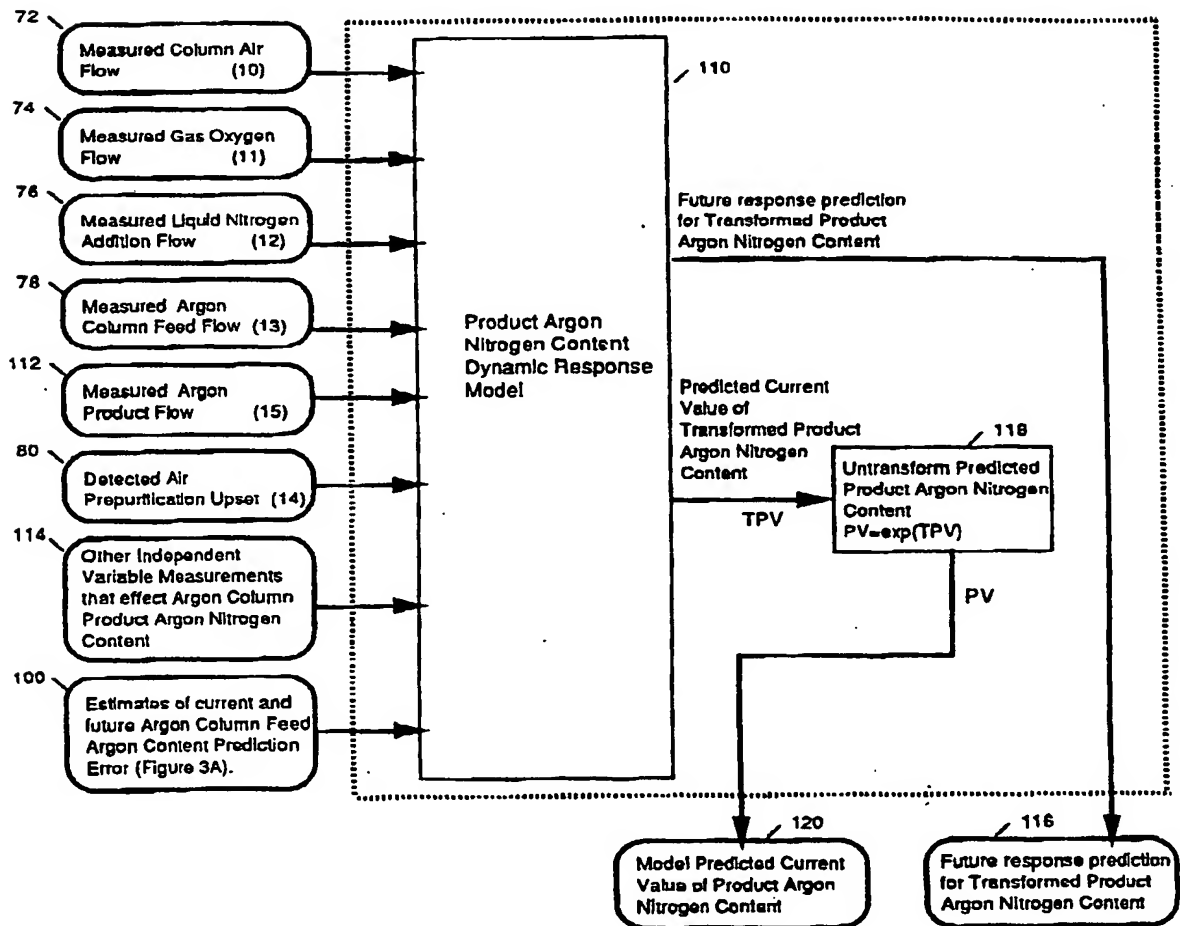 72
Measured Column Air
Flow (10)
74
Measured Gas Oxygen
Flow (11)
76
Measured Liquid Nitrogen
Addition Flow (12)
78
Measured Argon
Column Feed Flow (13)
112
Measured Argon
Product Flow (15)
80
Detected Air
Prepurification Upset (14)
114
Other Independent
Variable Measurements
that effect Argon Column
Product Argon Nitrogen
Content
100
Estimates of current and
future Argon Column Feed
Argon Content Prediction
Error (Figure 3A).
110
Product Argon
Nitrogen Content
Dynamic Response
Model
Future response prediction
for Transformed Product
Argon Nitrogen Content
Predicted Current
Value of
Transformed Product
Argon Nitrogen
Content
TPV
118
Untransform Predicted
Product Argon Nitrogen
Content
PV=exp(TPV)
PV
120
Model Predicted Current
Value of Product Argon
Nitrogen Content
116
Future response prediction
for Transformed Product
Argon Nitrogen Content